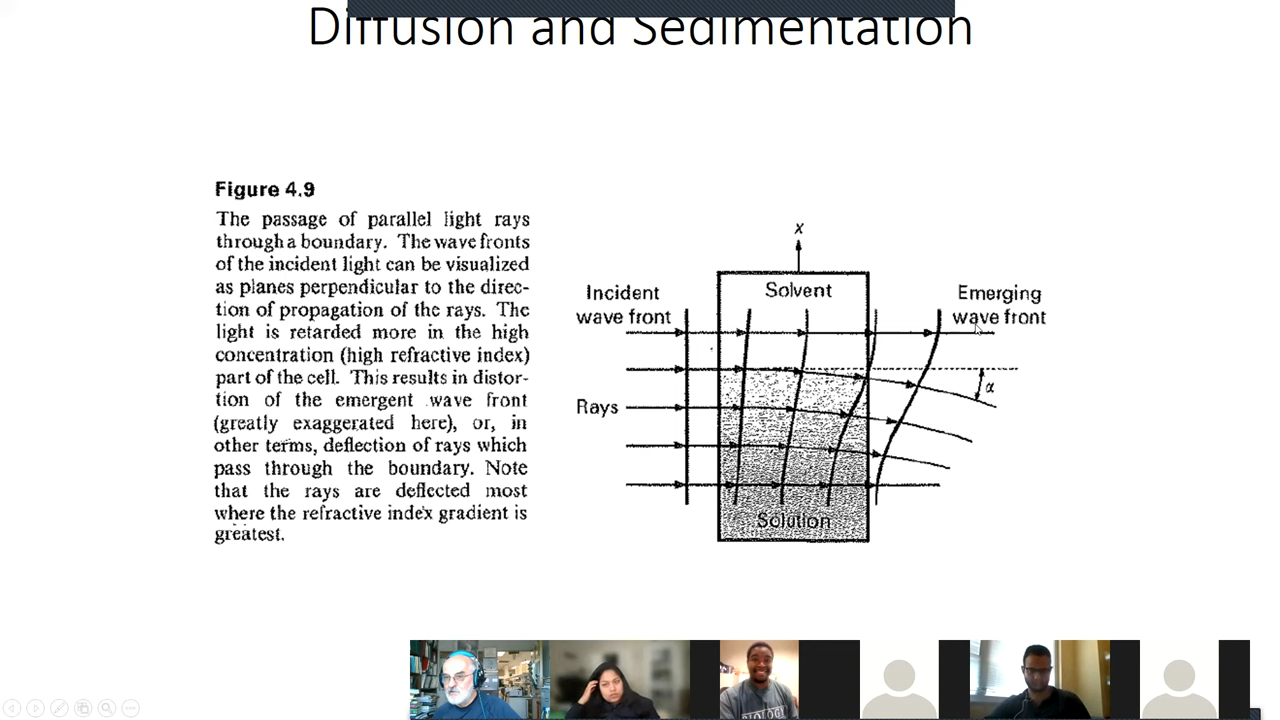 Diffusion and Sedimentation
Figure 4.9
The passage of parallel light rays
through a boundary. The wave fronts
of the incident light can be visualized
as planes perpendicular to the direc-
tion of propagation of the rays. The
light is retarded more in the high
concentration (high refractive index)
part of the cell. This results in distor-
tion of the emergent wave front
(greatly exaggerated here), or, in
other terms, deflection of rays which
pass through the boundary. Note
that the rays are deflected most
where the refractive index gradient is
greatest.
x
Solvent
Incident
wave front
Emerging
wave front
α
Rays
Solution
BIOLOGY